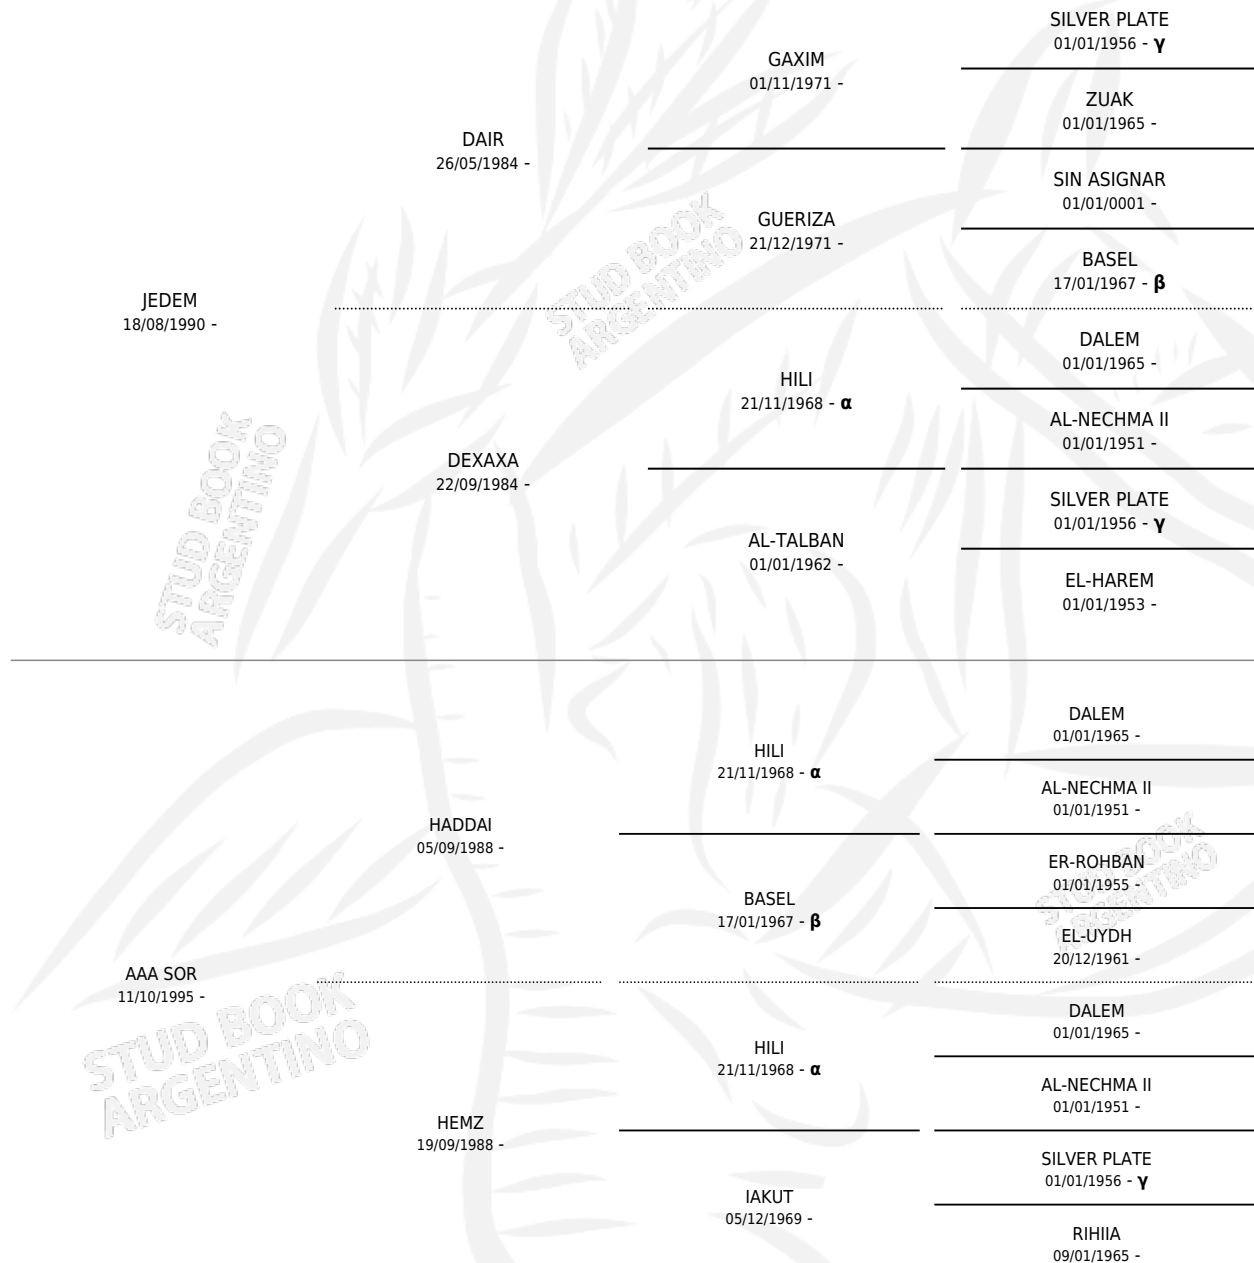 SILVER PLATE
01/01/1956 - γ
GAXIM
01/11/1971 -
ZUAK
01/01/1965 -
DAIR
26/05/1984 -
SIN ASIGNAR
01/01/0001 -
GUERIZA
21/12/1971 -
BASEL
17/01/1967 - β
JEDEM
18/08/1990 -
STUD BOOK
ARGENTINO
DALEM
01/01/1965 -
HILI
21/11/1968 - α
AL-NECHMA II
01/01/1951 -
DEXAXA
22/09/1984 -
SILVER PLATE
01/01/1956 - γ
AL-TALBAN
01/01/1962 -
EL-HAREM
01/01/1953 -
STUD BOOK
ARGENTINO
DALEM
01/01/1965 -
HILI
21/11/1968 - α
AL-NECHMA II
01/01/1951 -
HADDAI
05/09/1988 -
ER-ROHBAN
01/01/1955 -
BASEL
17/01/1967 - β
EL-UYDH
20/12/1961 -
STUD BOOK
ARGENTINO
AAA SOR
11/10/1995 -
DALEM
01/01/1965 -
HILI
21/11/1968 - α
AL-NECHMA II
01/01/1951 -
STUD BOOK
ARGENTINO
HEMZ
19/09/1988 -
SILVER PLATE
01/01/1956 - γ
IAKUT
05/12/1969 -
RIHIIA
09/01/1965 -